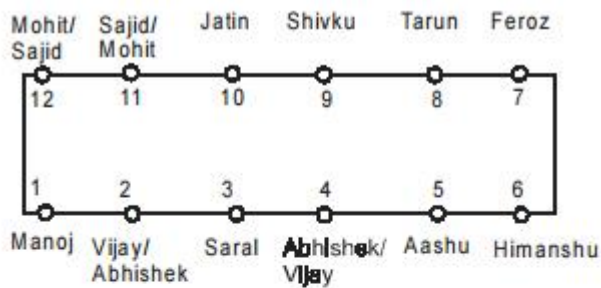 Mohit/ Sajid/ Jatin Shivku Tarun Feroz
Sajid Mohit
12 11 10 9 8 7
1 2 3 4 5 6
Manoj Vijay/ Saral Abhishek/ Aashu Himanshu
Abhishek Vijay